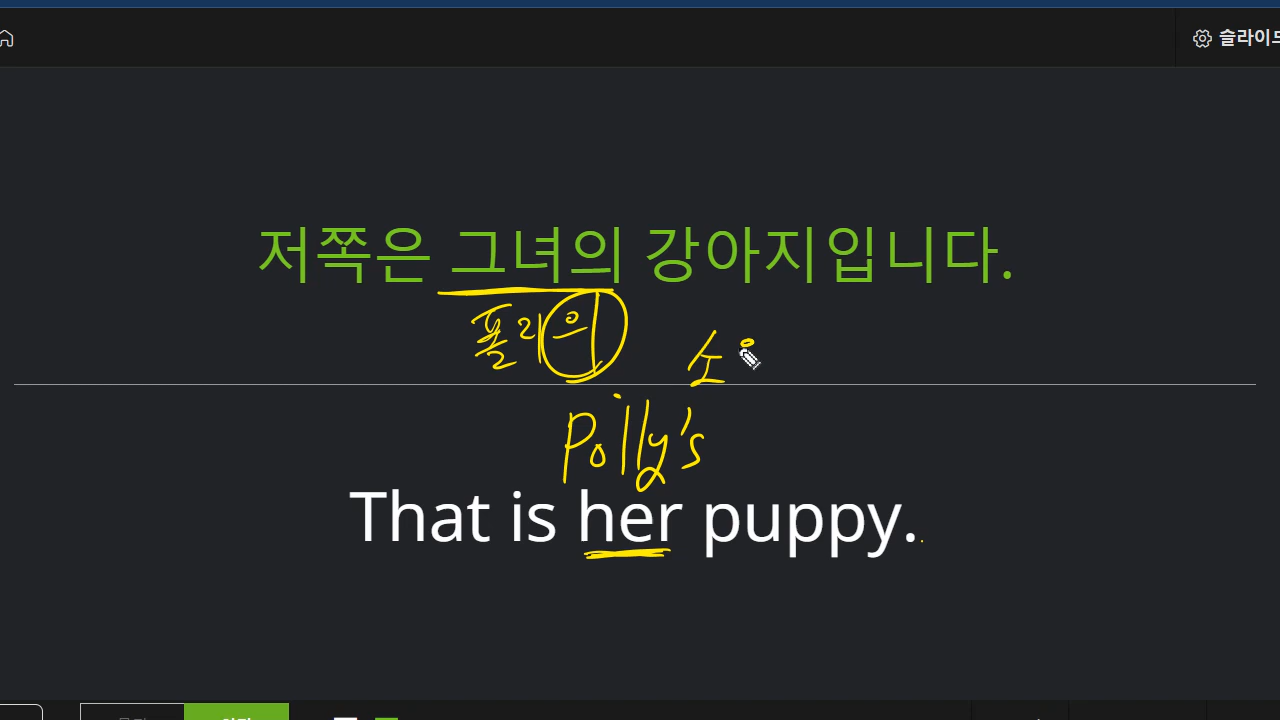 슬라이드
저쪽은 그녀의 강아지입니다.
폴리의
소
Polly's
That is her puppy.